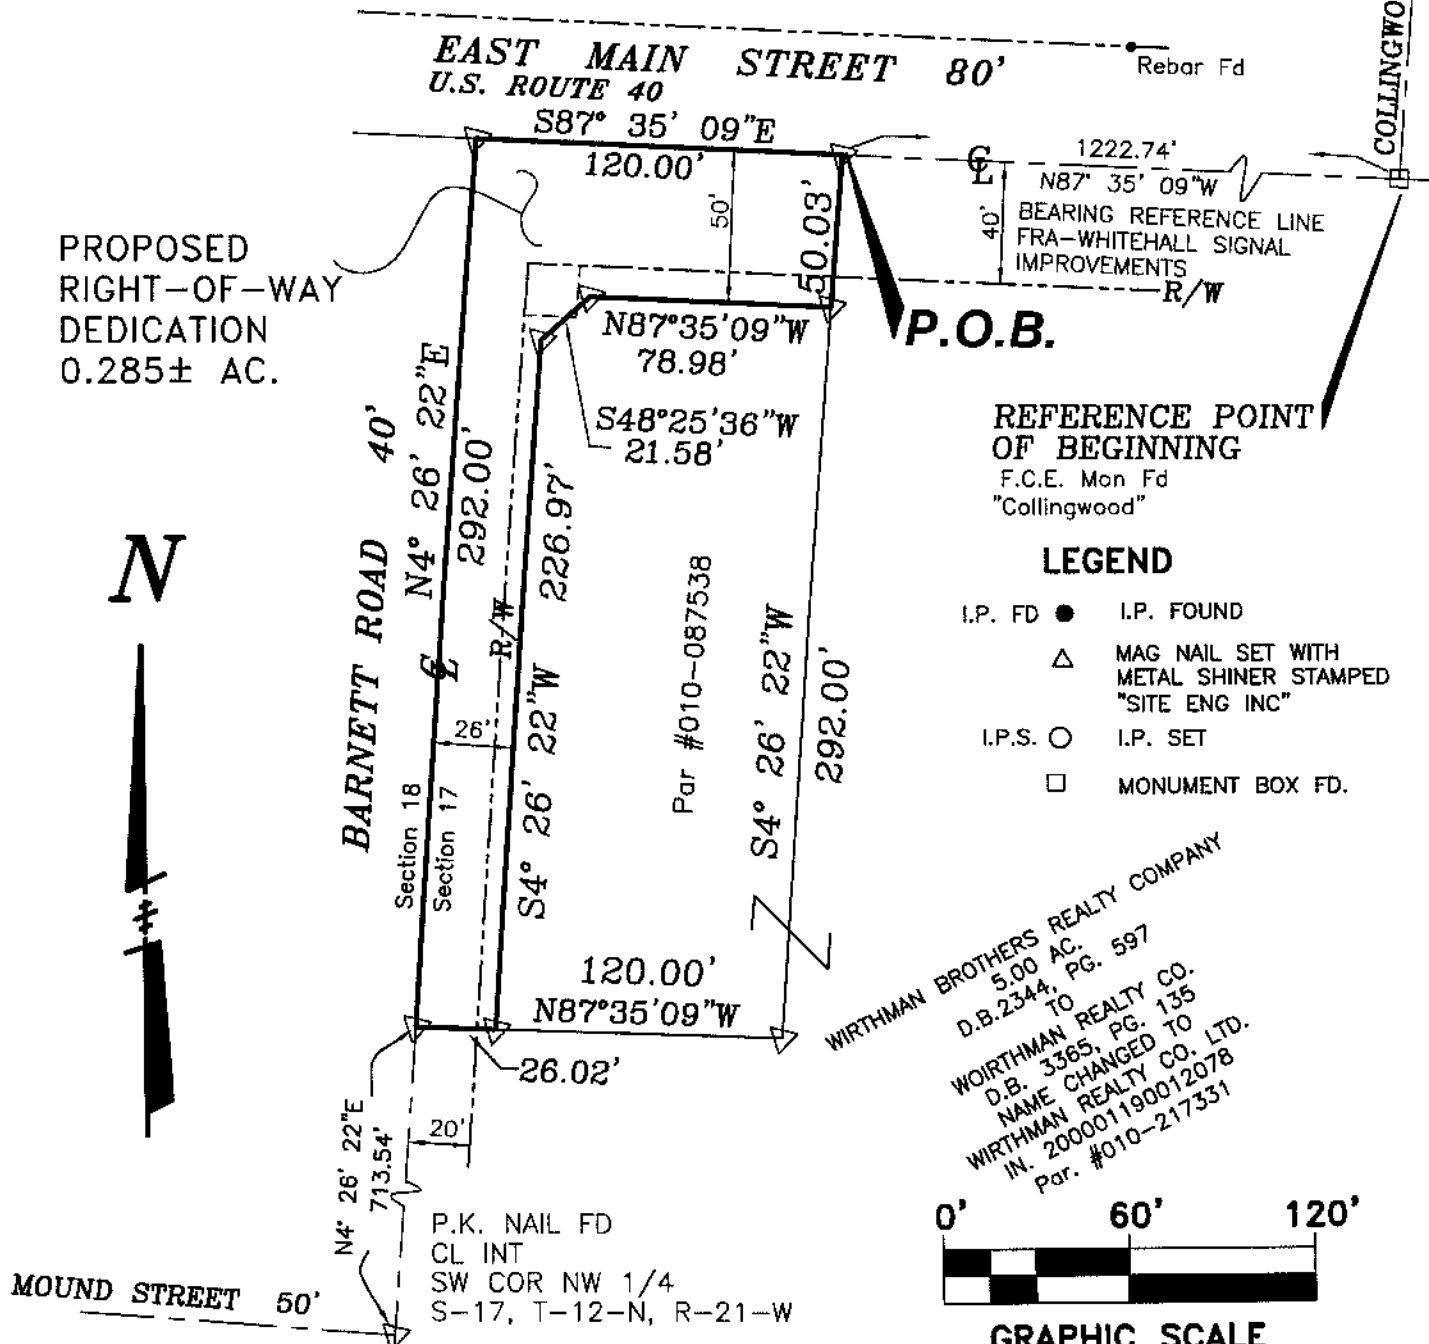 EAST MAIN STREET 80'
U.S. ROUTE 40
S87° 35' 09"E
120.00'
50'
50.03'
Rebar Fd
COLLINGWO
1222.74'
N87° 35' 09"W
CL
40'
BEARING REFERENCE LINE
FRA-WHITEHALL SIGNAL
IMPROVEMENTS
R/W
P.O.B.
PROPOSED
RIGHT-OF-WAY
DEDICATION
0.285± AC.
N87°35'09"W
78.98'
S48°25'36"W
21.58'
REFERENCE POINT
OF BEGINNING
F.C.E. Mon Fd
"Collingwood"
BARNETT ROAD 40'
N4° 26' 22"E
292.00'
CL
R/W
S4° 26' 22"W 226.97'
26'
Section 18
Section 17
Par #010-087538
S4° 26' 22"W
292.00'
N
LEGEND
I.P. FD I.P. FOUND
MAG NAIL SET WITH
METAL SHINER STAMPED
"SITE ENG INC"
I.P.S. I.P. SET
MONUMENT BOX FD.
WIRTHMAN BROTHERS REALTY COMPANY
5.00 AC.
D.B.2344, PG. 597
TO
WOIRTHMAN REALTY CO.
D.B. 3365, PG. 135
NAME CHANGED TO
WIRTHMAN REALTY CO, LTD.
IN. 200001190012078
Par. #010-217331
120.00'
N87°35'09"W
26.02'
20'
N4° 26' 22"E
713.54'
P.K. NAIL FD
CL INT
SW COR NW 1/4
S-17, T-12-N, R-21-W
MOUND STREET 50'
0' 60' 120'
GRAPHIC SCALE